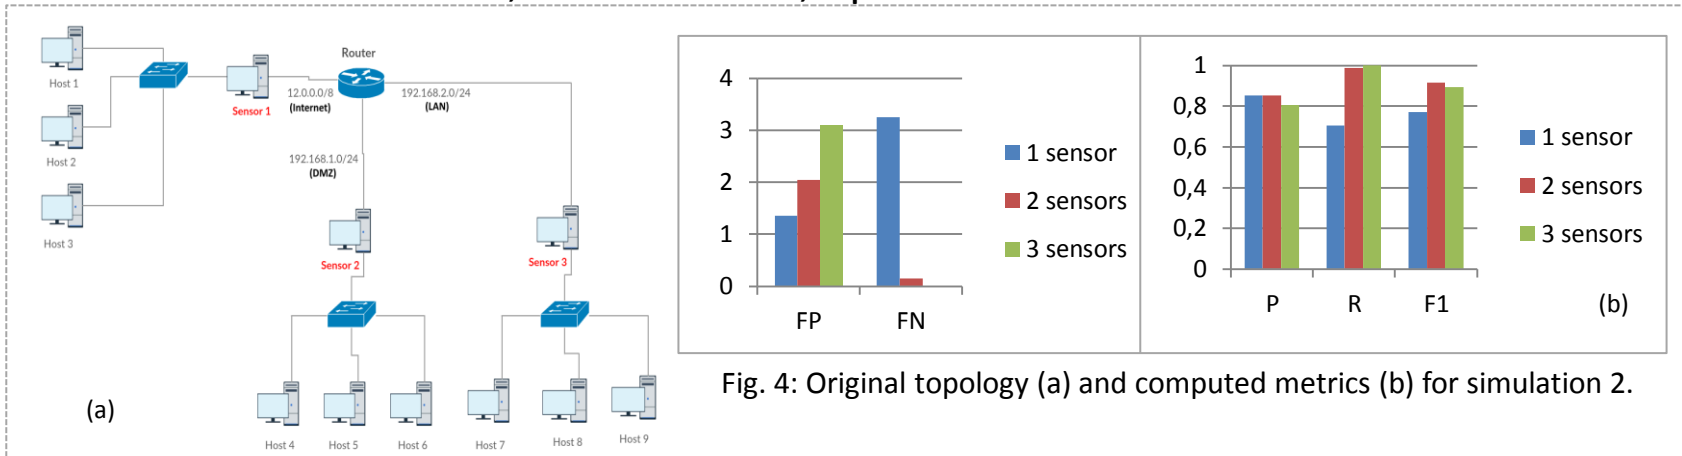 Host 1
Host 2
Host 3
Sensor 1
12.0.0.0/8
(Internet)
Router
192.168.2.0/24
(LAN)
192.168.1.0/24
(DMZ)
Sensor 2
Sensor 3
Host 4
Host 5
Host 6
Host 7
Host 8
Host 9
(a)
4
3
2
1
0
FP
FN
1 sensor
2 sensors
3 sensors
1
0,8
0,6
0,4
0,2
0
P
R
F1
1 sensor
2 sensors
3 sensors
(b)
Fig. 4: Original topology (a) and computed metrics (b) for simulation 2.